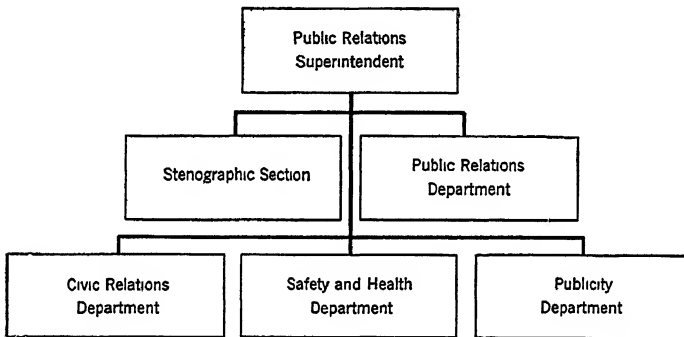 Public Relations
Superintendent
Stenographic Section
Public Relations
Department
Civic Relations
Department
Safety and Health
Department
Publicity
Department